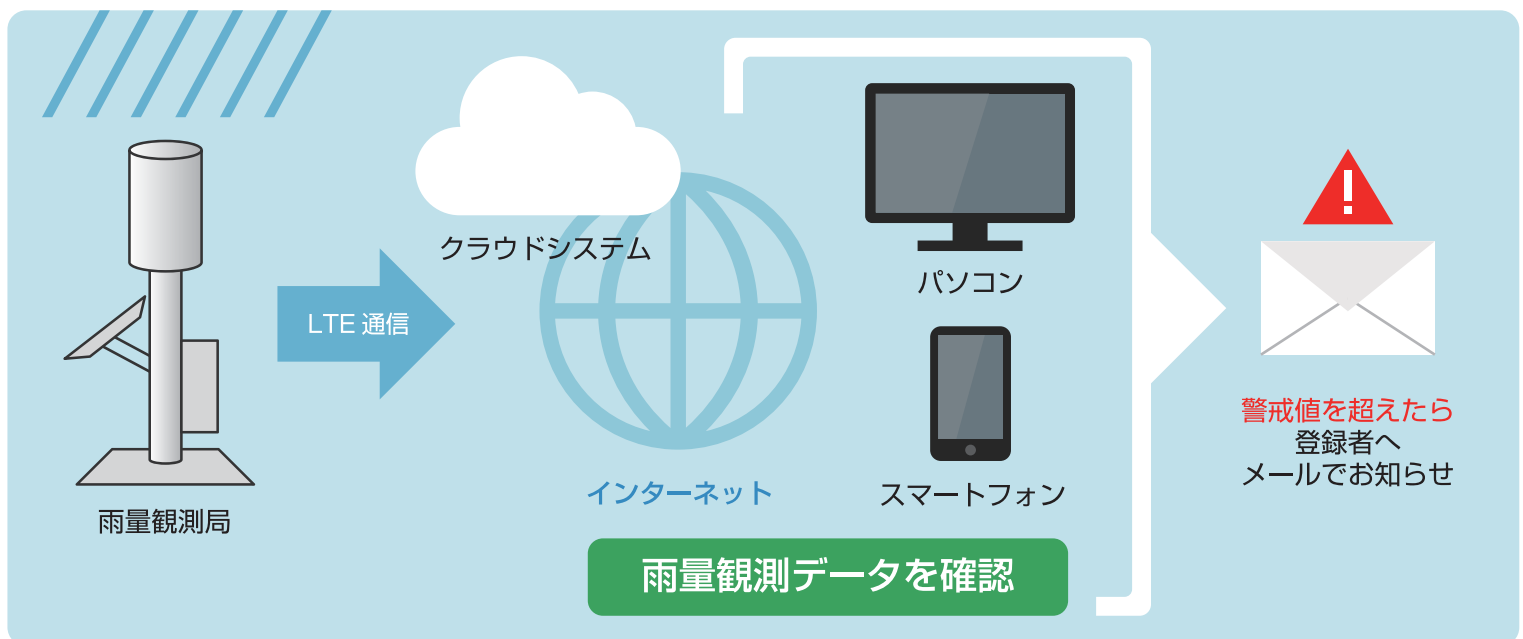 雨量観測局
LTE 通信
クラウドシステム
インターネット
パソコン
スマートフォン
雨量観測データを確認
警戒値を超えたら
登録者へ
メールでお知らせ